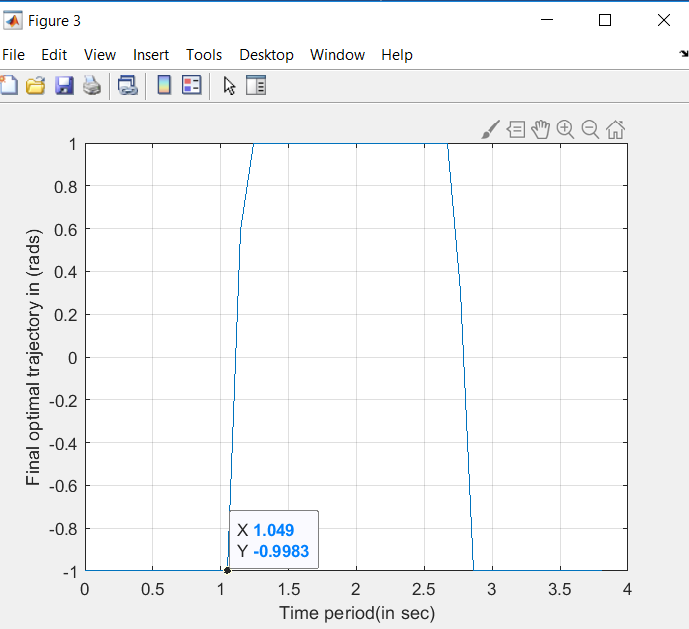 Figure 3
File Edit View Insert Tools Desktop Window Help
1
0.8
0.6
0.4
0.2
0
-0.2
-0.4
-0.6
-0.8
-1
Final optimal trajectory in (rads)
X 1.049
Y -0.9983
0 0.5 1 1.5 2 2.5 3 3.5 4
Time period(in sec)